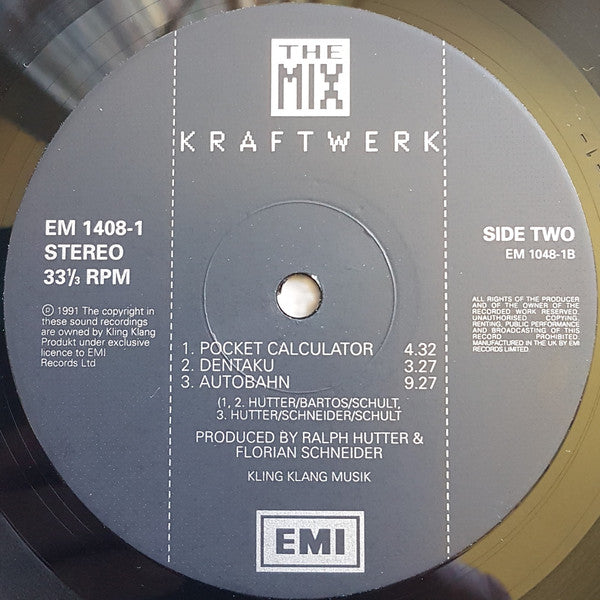 THE
MIX
KRAFTWERK
EM 1408-1
STEREO
33⅓ RPM
SIDE TWO
EM 1048-1B
Ⓟ 1991 The copyright in
these sound recordings
are owned by Kling Klang
Produkt under exclusive
licence to EMI
Records Ltd
ALL RIGHTS OF THE PRODUCER
AND OF THE OWNER OF THE
RECORDED WORK RESERVED.
UNAUTHORISED COPYING,
RENTING, PUBLIC PERFORMANCE
AND BROADCASTING OF THIS
RECORD PROHIBITED.
MANUFACTURED IN THE UK BY EMI
RECORDS LIMITED.
1. POCKET CALCULATOR 4.32
2. DENTAKU 3.27
3. AUTOBAHN 9.27
(1, 2. HUTTER/BARTOS/SCHULT,
3. HUTTER/SCHNEIDER/SCHULT
PRODUCED BY RALPH HUTTER &
FLORIAN SCHNEIDER
KLING KLANG MUSIK
EMI